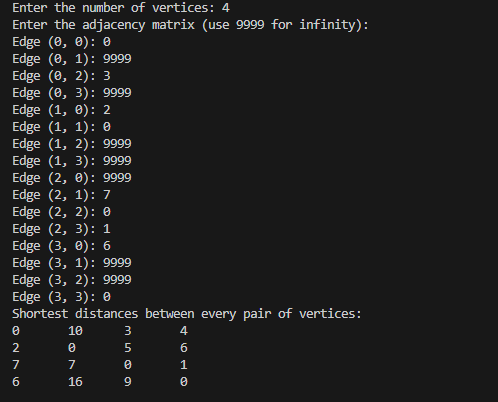 Enter the number of vertices: 4
Enter the adjacency matrix (use 9999 for infinity):
Edge (0, 0): 0
Edge (0, 1): 9999
Edge (0, 2): 3
Edge (0, 3): 9999
Edge (1, 0): 2
Edge (1, 1): 0
Edge (1, 2): 9999
Edge (1, 3): 9999
Edge (2, 0): 9999
Edge (2, 1): 7
Edge (2, 2): 0
Edge (2, 3): 1
Edge (3, 0): 6
Edge (3, 1): 9999
Edge (3, 2): 9999
Edge (3, 3): 0
Shortest distances between every pair of vertices:
0 10 3 4
2 0 5 6
7 7 0 1
6 16 9 0